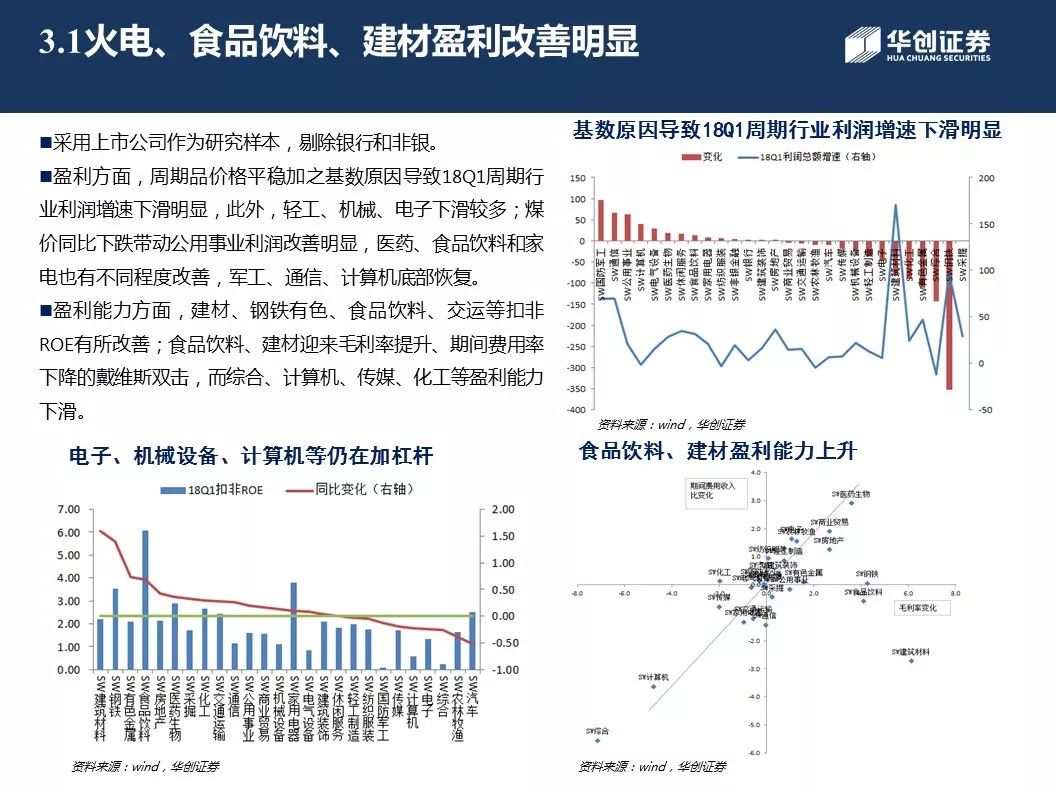 3.1火电、食品饮料、建材盈利改善明显
华创证券
HUA CHUANG SECURITIES
■采用上市公司作为研究样本，剔除银行和非银。
■盈利方面，周期品价格平稳加之基数原因导致18Q1周期行
业利润增速下滑明显，此外，轻工、机械、电子下滑较多；煤
价同比下跌带动公用事业利润改善明显，医药、食品饮料和家
电也有不同程度改善，军工、通信、计算机底部恢复。
■盈利能力方面，建材、钢铁有色、食品饮料、交运等扣非
ROE有所改善；食品饮料、建材迎来毛利率提升、期间费用率
下降的戴维斯双击，而综合、计算机、传媒、化工等盈利能力
下滑。
基数原因导致18Q1周期行业利润增速下滑明显
变化
18Q1利润总额增速（右轴）
150
100
50
0
-50
-100
-150
-200
-250
-300
-350
-400
200
150
100
50
0
-50
SW国防军工
SW通信
SW公用事业
SW计算机
SW电气设备
SW医药生物
SW休闲服务
SW食品饮料
SW家用电器
SW纺织服装
SW非银金融
SW银行
SW建筑装饰
SW房地产
SW商业贸易
SW交通运输
SW农林牧渔
SW汽车
SW传媒
SW机械设备
SW轻工制造
SW电子
SW建筑材料
SW化工
SW有色金属
SW综合
SW钢铁
SW采掘
资料来源：wind，华创证券
电子、机械设备、计算机等仍在加杠杆
18Q1扣非ROE
同比变化（右轴）
7.00
6.00
5.00
4.00
3.00
2.00
1.00
0.00
2.00
1.50
1.00
0.50
0.00
-0.50
-1.00
SW建筑材料
SW钢铁
SW有色金属
SW食品饮料
SW房地产
SW医药生物
SW采掘
SW化工
SW交通运输
SW通信
SW公用事业
SW商业贸易
SW机械设备
SW家用电器
SW电气设备
SW建筑装饰
SW休闲服务
SW轻工制造
SW纺织服装
SW国防军工
SW传媒
SW计算机
SW电子
SW综合
SW农林牧渔
SW汽车
资料来源：wind，华创证券
食品饮料、建材盈利能力上升
期间费用收入
比变化
4.0
3.0
2.0
1.0
0.0
-1.0
-2.0
-3.0
-4.0
-5.0
-6.0
-8.0
-6.0
-4.0
6.0
8.0
毛利率变化
SW医药生物
SW商业贸易
SW房地产
SW化工
SW有色金属
SW公用事业
SW钢铁
SW食品饮料
SW传媒
SW建筑材料
SW计算机
SW综合
资料来源：wind，华创证券